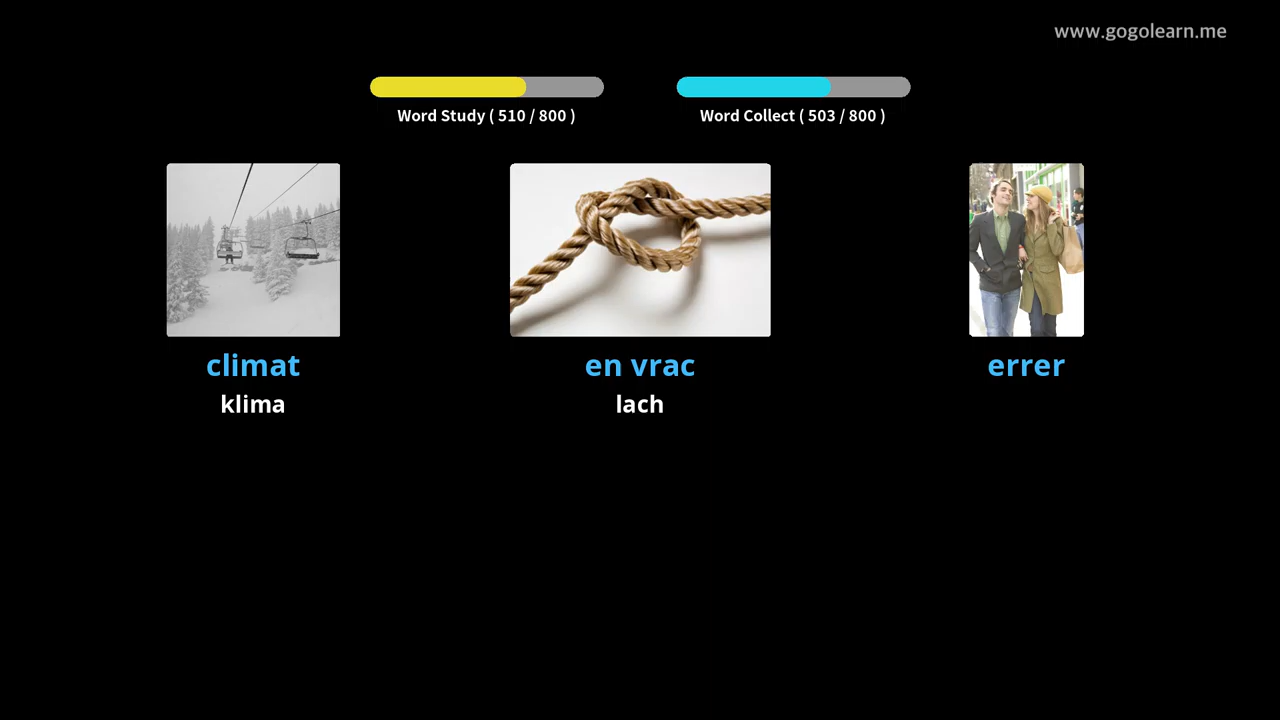 www.gogolearn.me
Word Study ( 510 / 800 )
Word Collect ( 503 / 800 )
climat
en vrac
errer
klima
lach